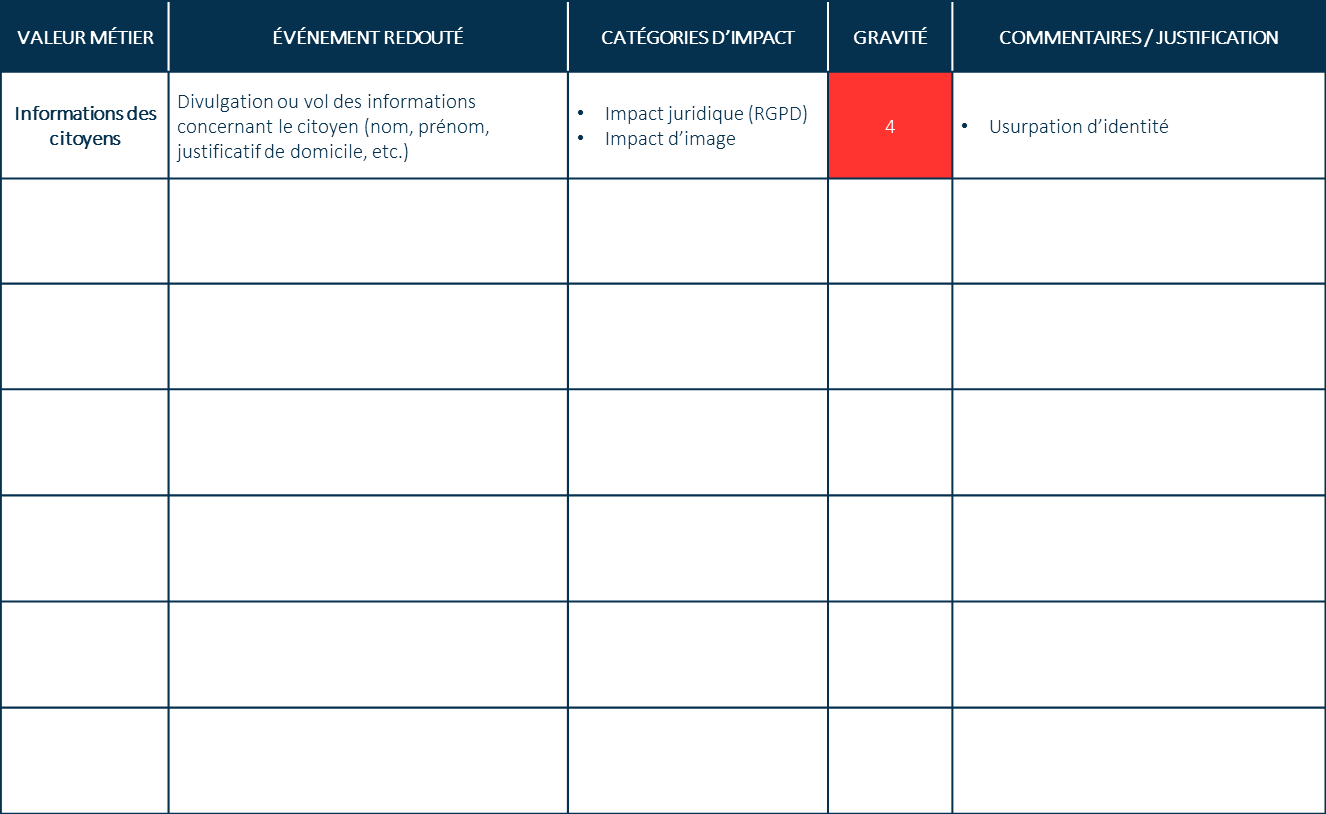 VALEUR MÉTIER
ÉVÉNEMENT REDOUTÉ
CATÉGORIES D’IMPACT
GRAVITÉ
COMMENTAIRES / JUSTIFICATION
Informations des
citoyens
Divulgation ou vol des informations
concernant le citoyen (nom, prénom,
justificatif de domicile, etc.)
• Impact juridique (RGPD)
• Impact d’image
4
• Usurpation d’identité